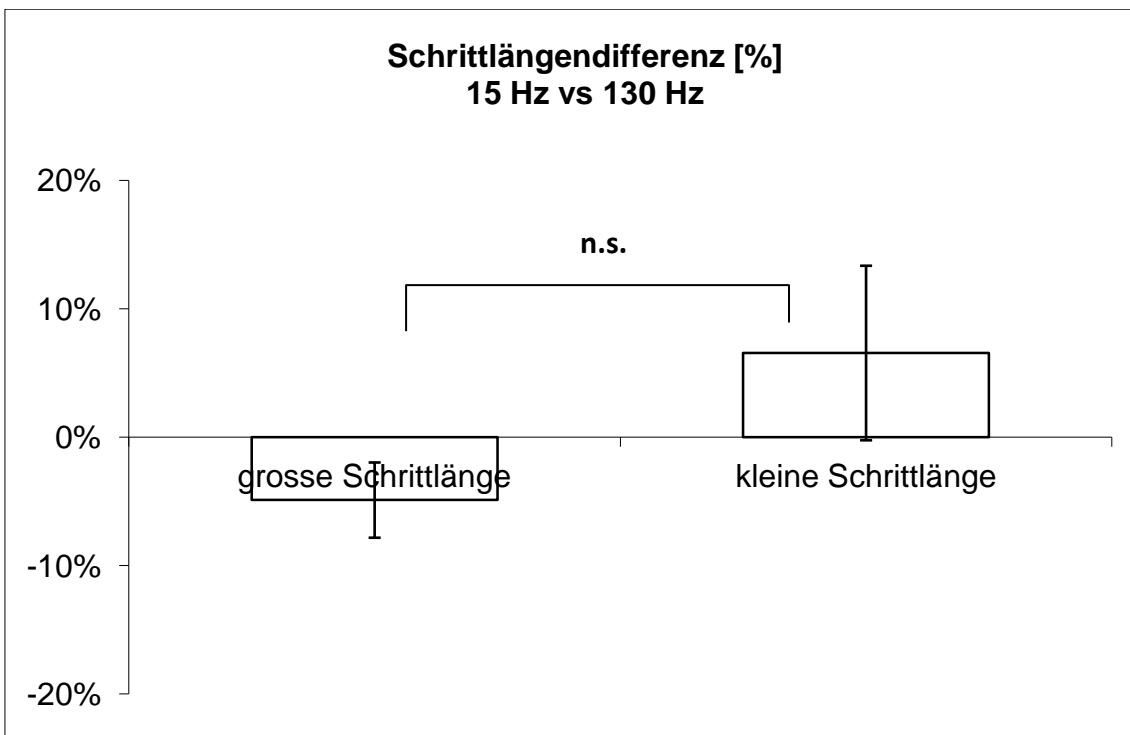 Schrittlängendifferenz [%]
15 Hz vs 130 Hz
20%
n.s.
10%
0%
grosse Schrittlänge
kleine Schrittlänge
-10%
-20%